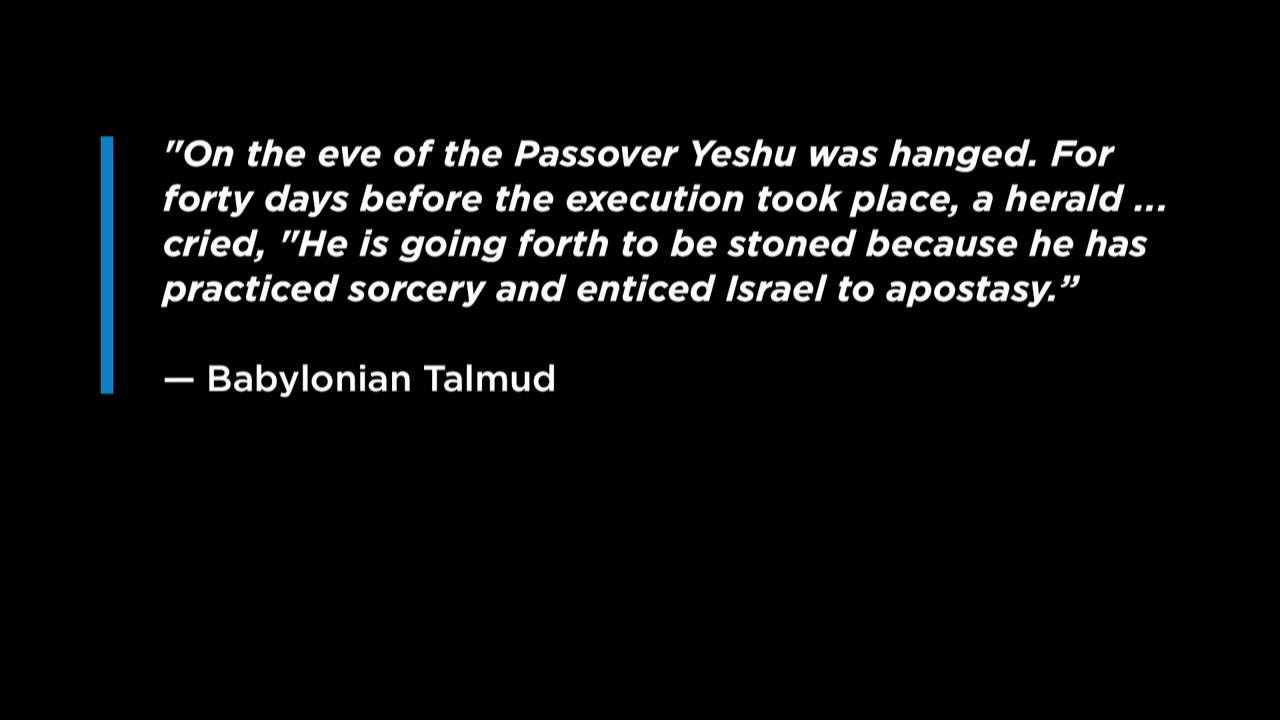 "On the eve of the Passover Yeshu was hanged. For
forty days before the execution took place, a herald ...
cried, "He is going forth to be stoned because he has
practiced sorcery and enticed Israel to apostasy.”
— Babylonian Talmud